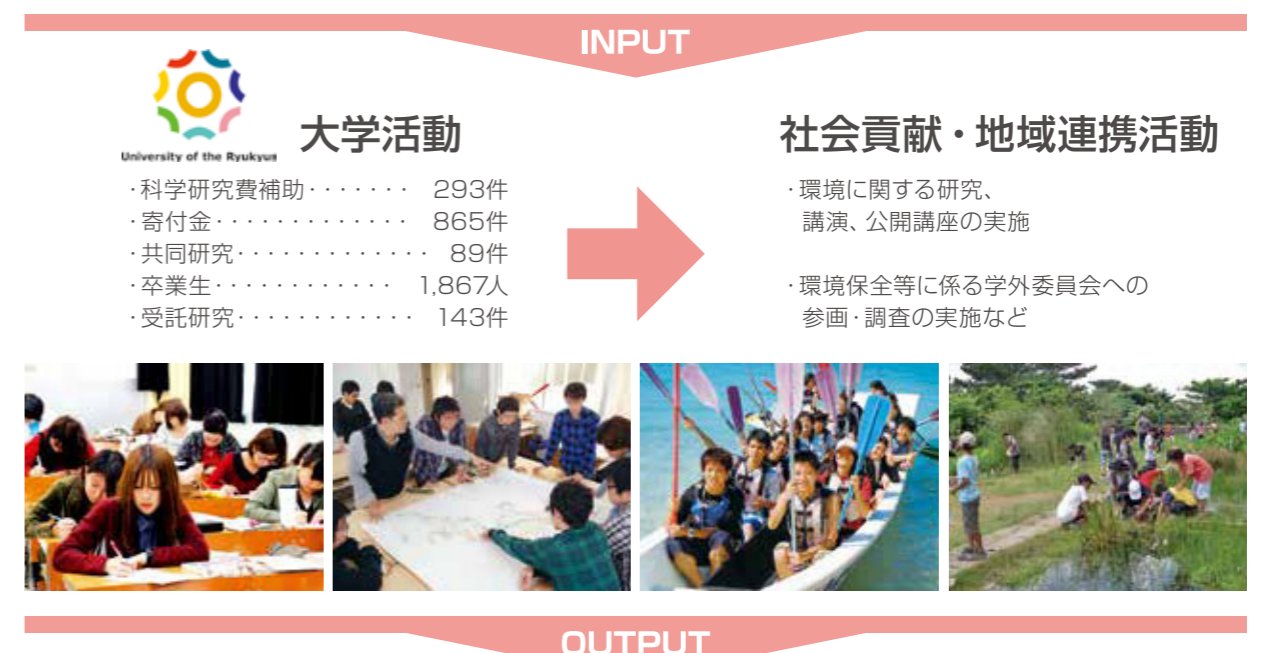 INPUT
University of the Ryukyus
大学活動
・科学研究費補助・・・・・・・ 293件
・寄付金・・・・・・・・・・・・・ 865件
・共同研究・・・・・・・・・・・・・ 89件
・卒業生・・・・・・・・・・・・ 1,867人
・受託研究・・・・・・・・・・・・ 143件
社会貢献・地域連携活動
・環境に関する研究、
講演、公開講座の実施
・環境保全等に係る学外委員会への
参画・調査の実施など
OUTPUT